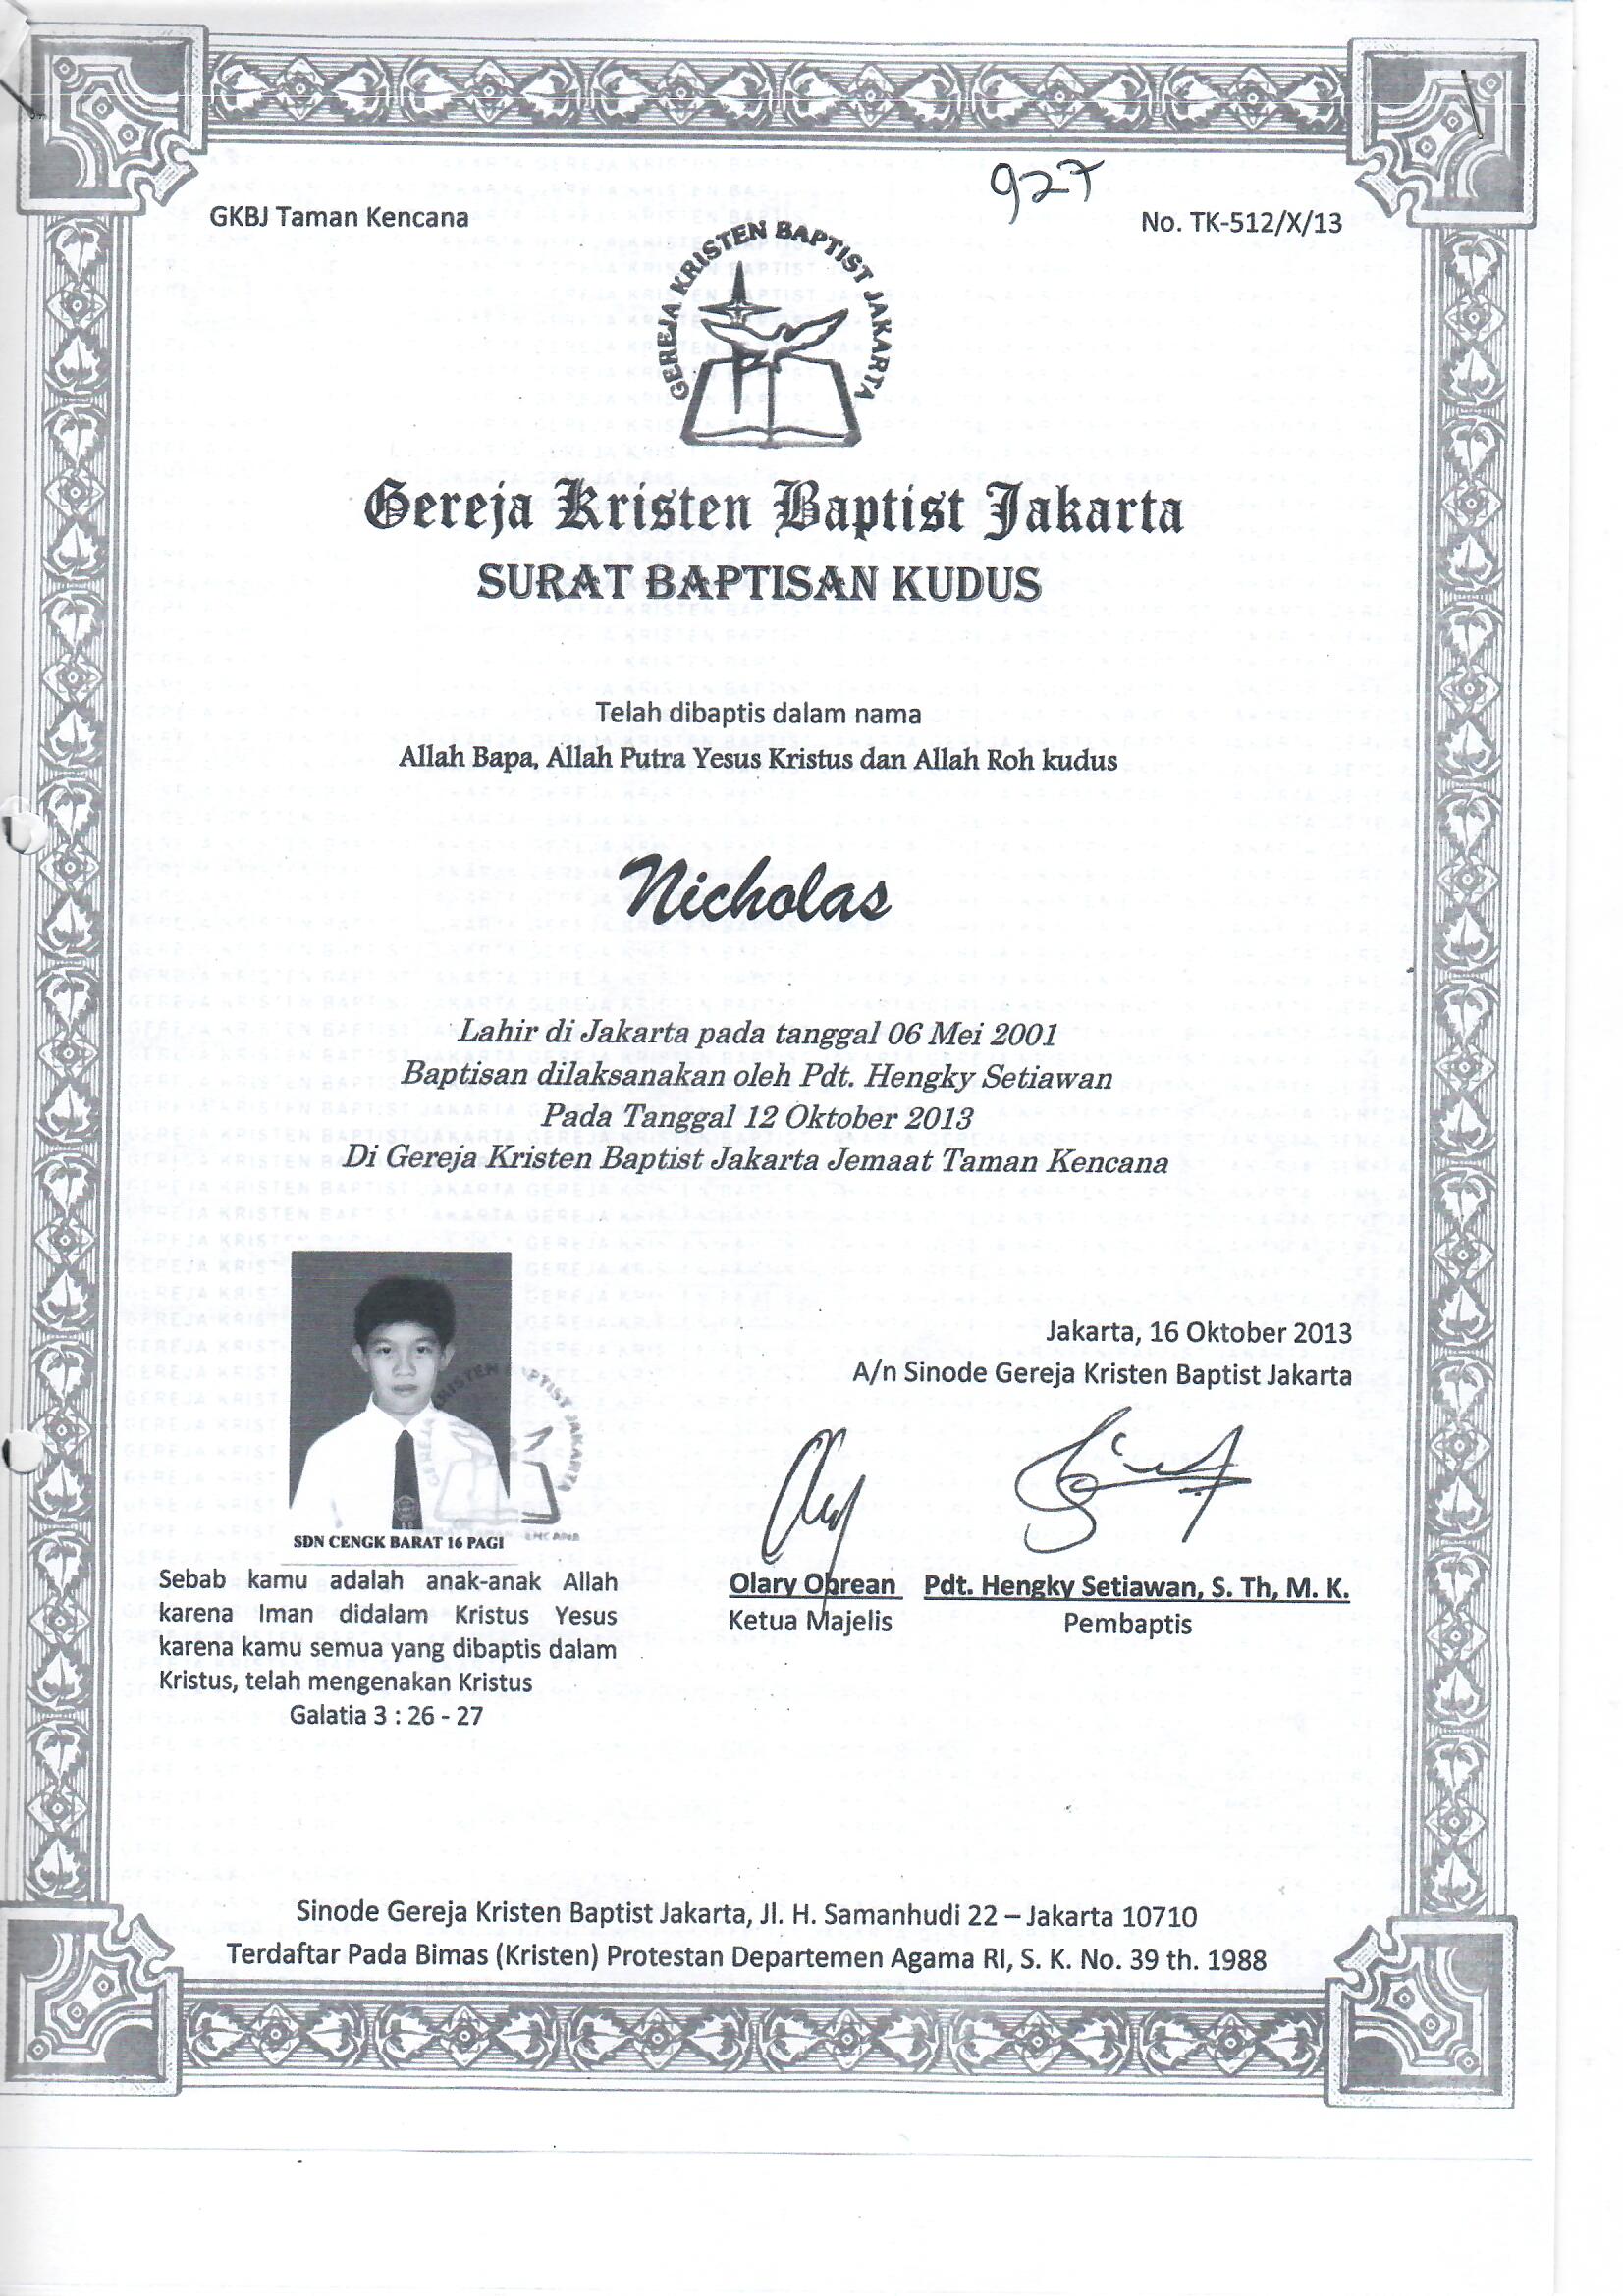 927
GKBJ Taman Kencana
No. TK-512/X/13
GEREJA KRISTEN BAPTIST JAKARTA
Gereja Kristen Baptist Jakarta
SURAT BAPTISAN KUDUS
Telah dibaptis dalam nama
Allah Bapa, Allah Putra Yesus Kristus dan Allah Roh kudus
Nicholas
Lahir di Jakarta pada tanggal 06 Mei 2001
Baptisan dilaksanakan oleh Pdt. Hengky Setiawan
Pada Tanggal 12 Oktober 2013
Di Gereja Kristen Baptist Jakarta Jemaat Taman Kencana
Jakarta, 16 Oktober 2013
A/n Sinode Gereja Kristen Baptist Jakarta
KRISTEN BAPTIST JAKARTA
SDN CENGK BARAT 16 PAGI
Sebab kamu adalah anak-anak Allah
karena Iman didalam Kristus Yesus
karena kamu semua yang dibaptis dalam
Kristus, telah mengenakan Kristus
Galatia 3 : 26 - 27
Olary Obrean
Ketua Majelis
Pdt. Hengky Setiawan, S. Th, M. K.
Pembaptis
Sinode Gereja Kristen Baptist Jakarta, Jl. H. Samanhudi 22 – Jakarta 10710
Terdaftar Pada Bimas (Kristen) Protestan Departemen Agama RI, S. K. No. 39 th. 1988